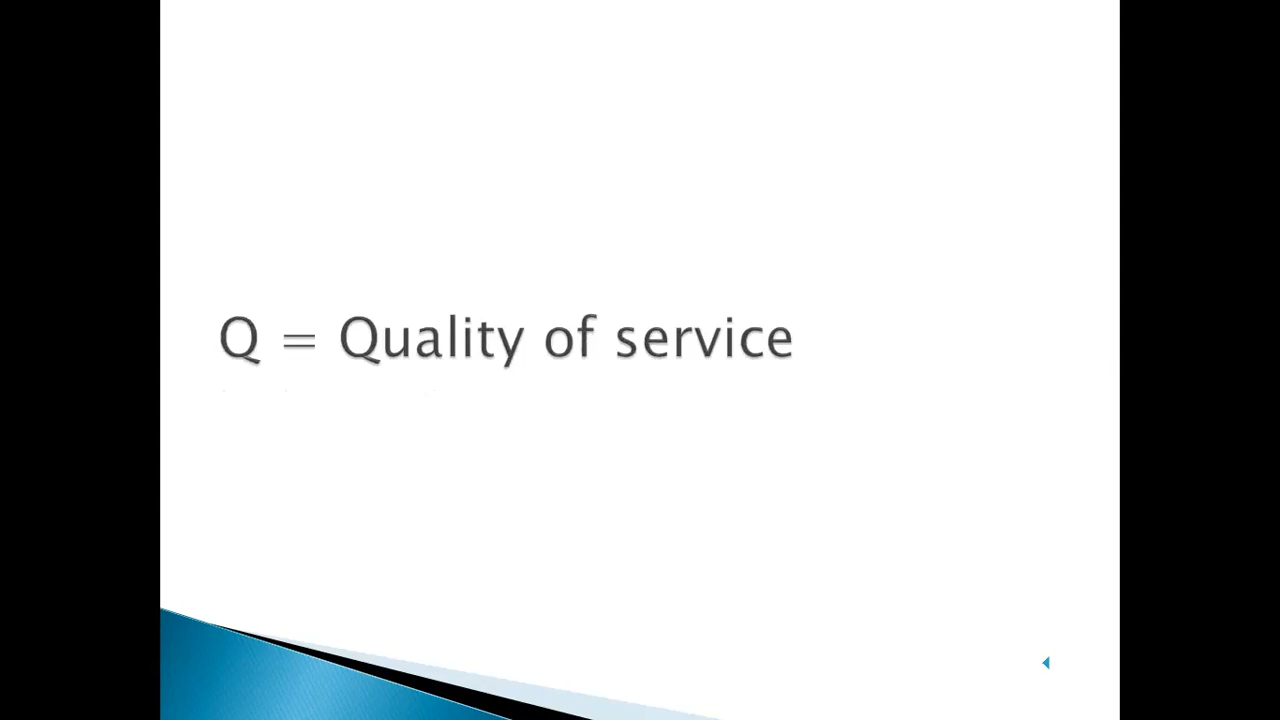 Q = Quality of service